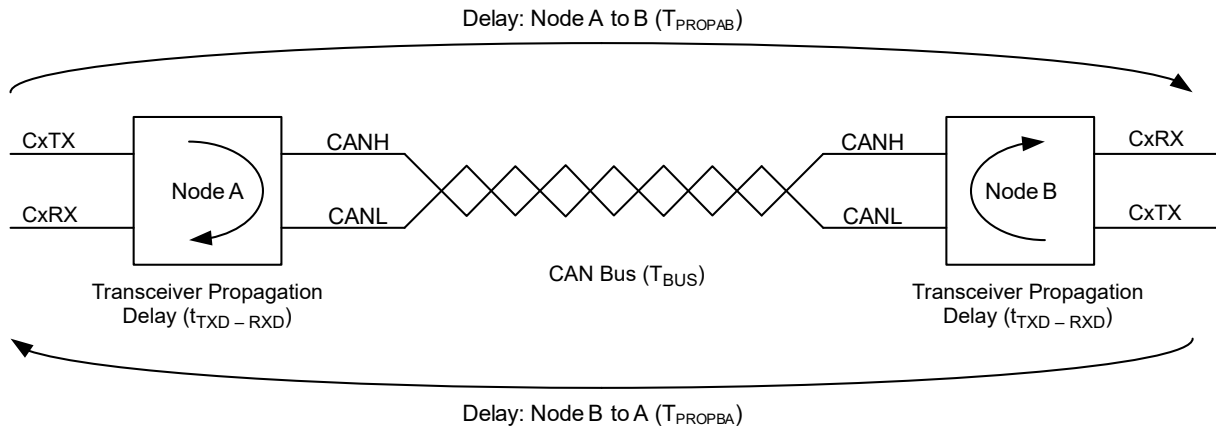 Delay: Node A to B (TPROPAB)
CxTX
CANH
CANH
CxRX
Node A
Node B
CxRX
CANL
CANL
CxTX
CAN Bus (TBUS)
Transceiver Propagation
Delay (tTXD – RXD)
Transceiver Propagation
Delay (tTXD – RXD)
Delay: Node B to A (TPROPBA)